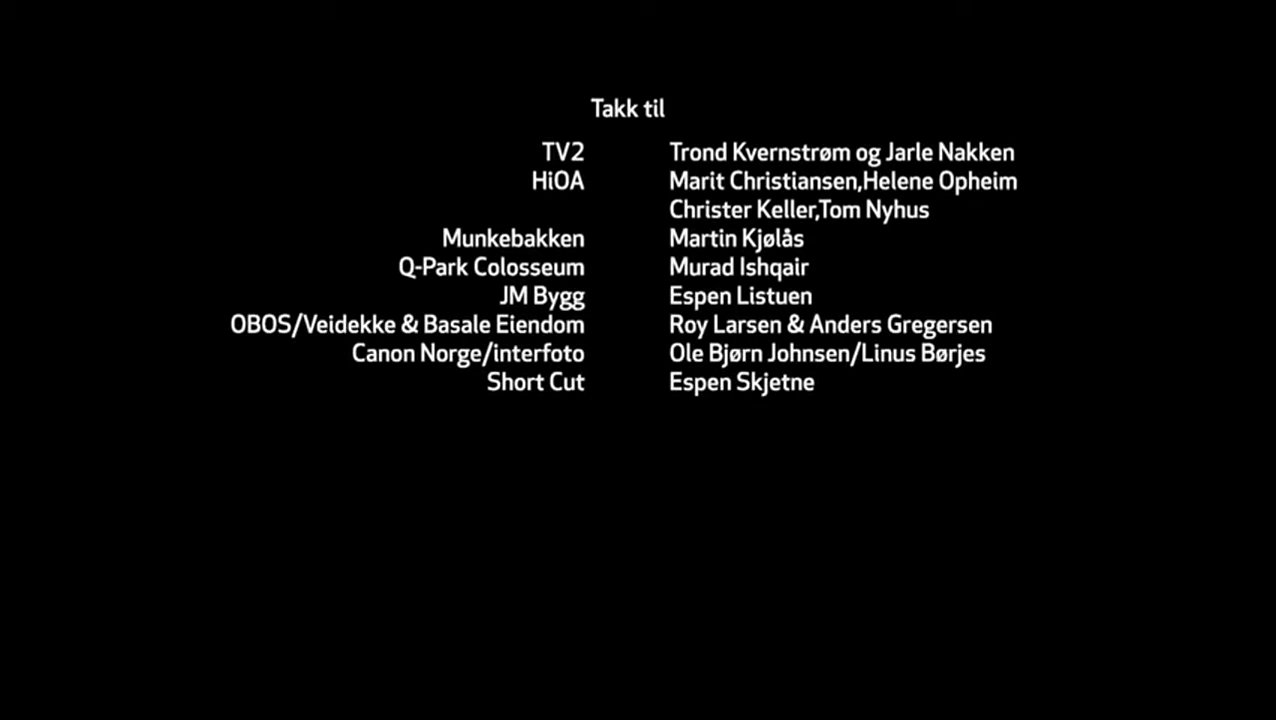 Takk til
TV2 Trond Kvernstrøm og Jarle Nakken
HiOA Marit Christiansen,Helene Opheim
Christer Keller,Tom Nyhus
Munkebakken Martin Kjølås
Q-Park Colosseum Murad Ishqair
JM Bygg Espen Listuen
OBOS/Veidekke & Basale Eiendom Roy Larsen & Anders Gregersen
Canon Norge/interfoto Ole Bjørn Johnsen/Linus Børjes
Short Cut Espen Skjetne